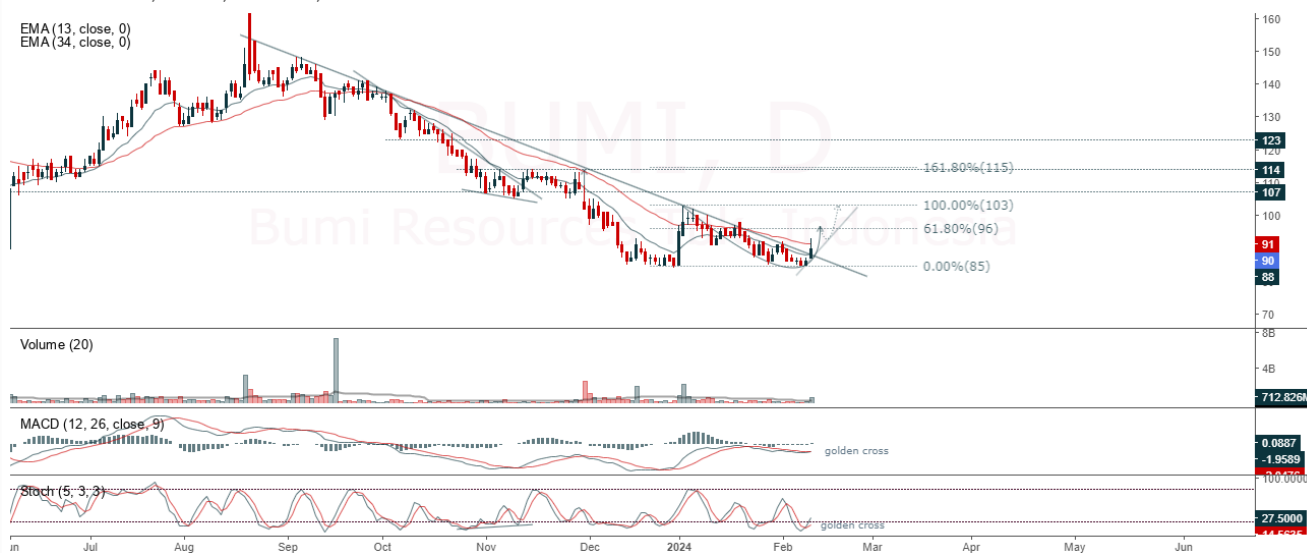 EMA (13, close, 0)
EMA (34, close, 0)
BUMI, D
Bumi Resources
Indonesia
160
150
140
130
123
120
161.80%(115)
114
110
107
100.00%(103)
100
61.80%(96)
91
90
0.00%(85)
88
70
Volume (20)
8B
4B
712.826M
MACD (12, 26, close, 9)
golden cross
0.0887
-1.9589
Stoch (5, 3, 3)
100.0000
golden cross
27.5000
Jul
Aug
Sep
Oct
Nov
Dec
2024
Feb
Mar
Apr
May
Jun